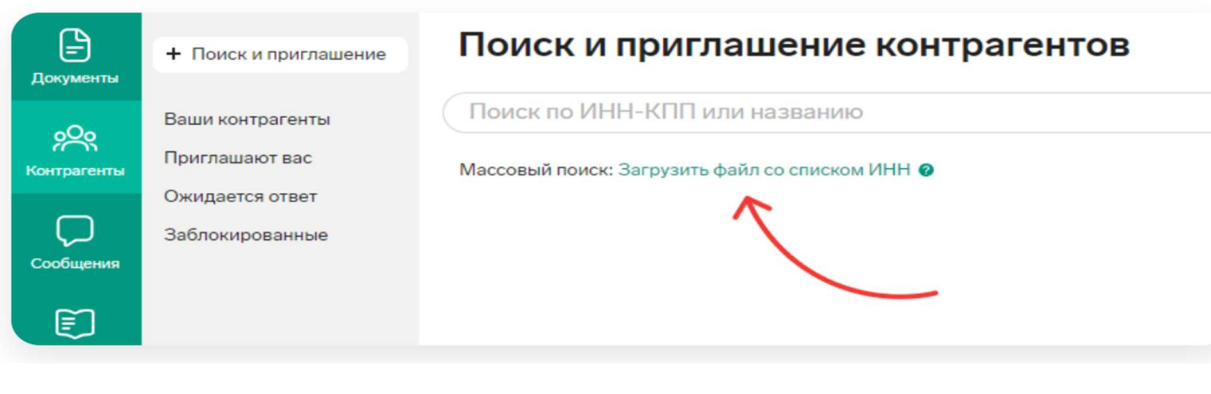 Документы
Контрагенты
Сообщения
+ Поиск и приглашение
Ваши контрагенты
Приглашают вас
Ожидается ответ
Заблокированные
Поиск и приглашение контрагентов
Поиск по ИНН-КПП или названию
Массовый поиск: Загрузить файл со списком ИНН ?